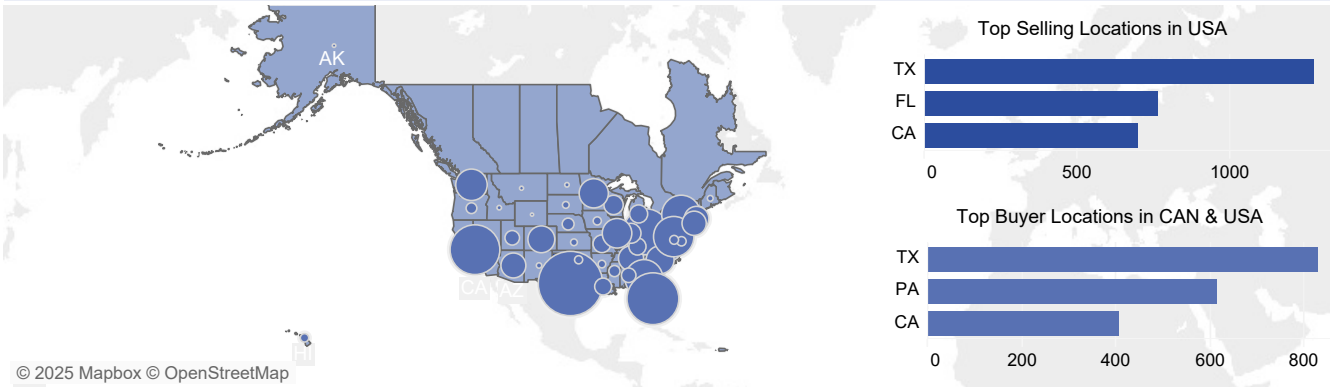 AK
CA
AZ
HI
© 2025 Mapbox © OpenStreetMap
Top Selling Locations in USA
TX
FL
CA
0 500 1000
Top Buyer Locations in CAN & USA
TX
PA
CA
0 200 400 600 800